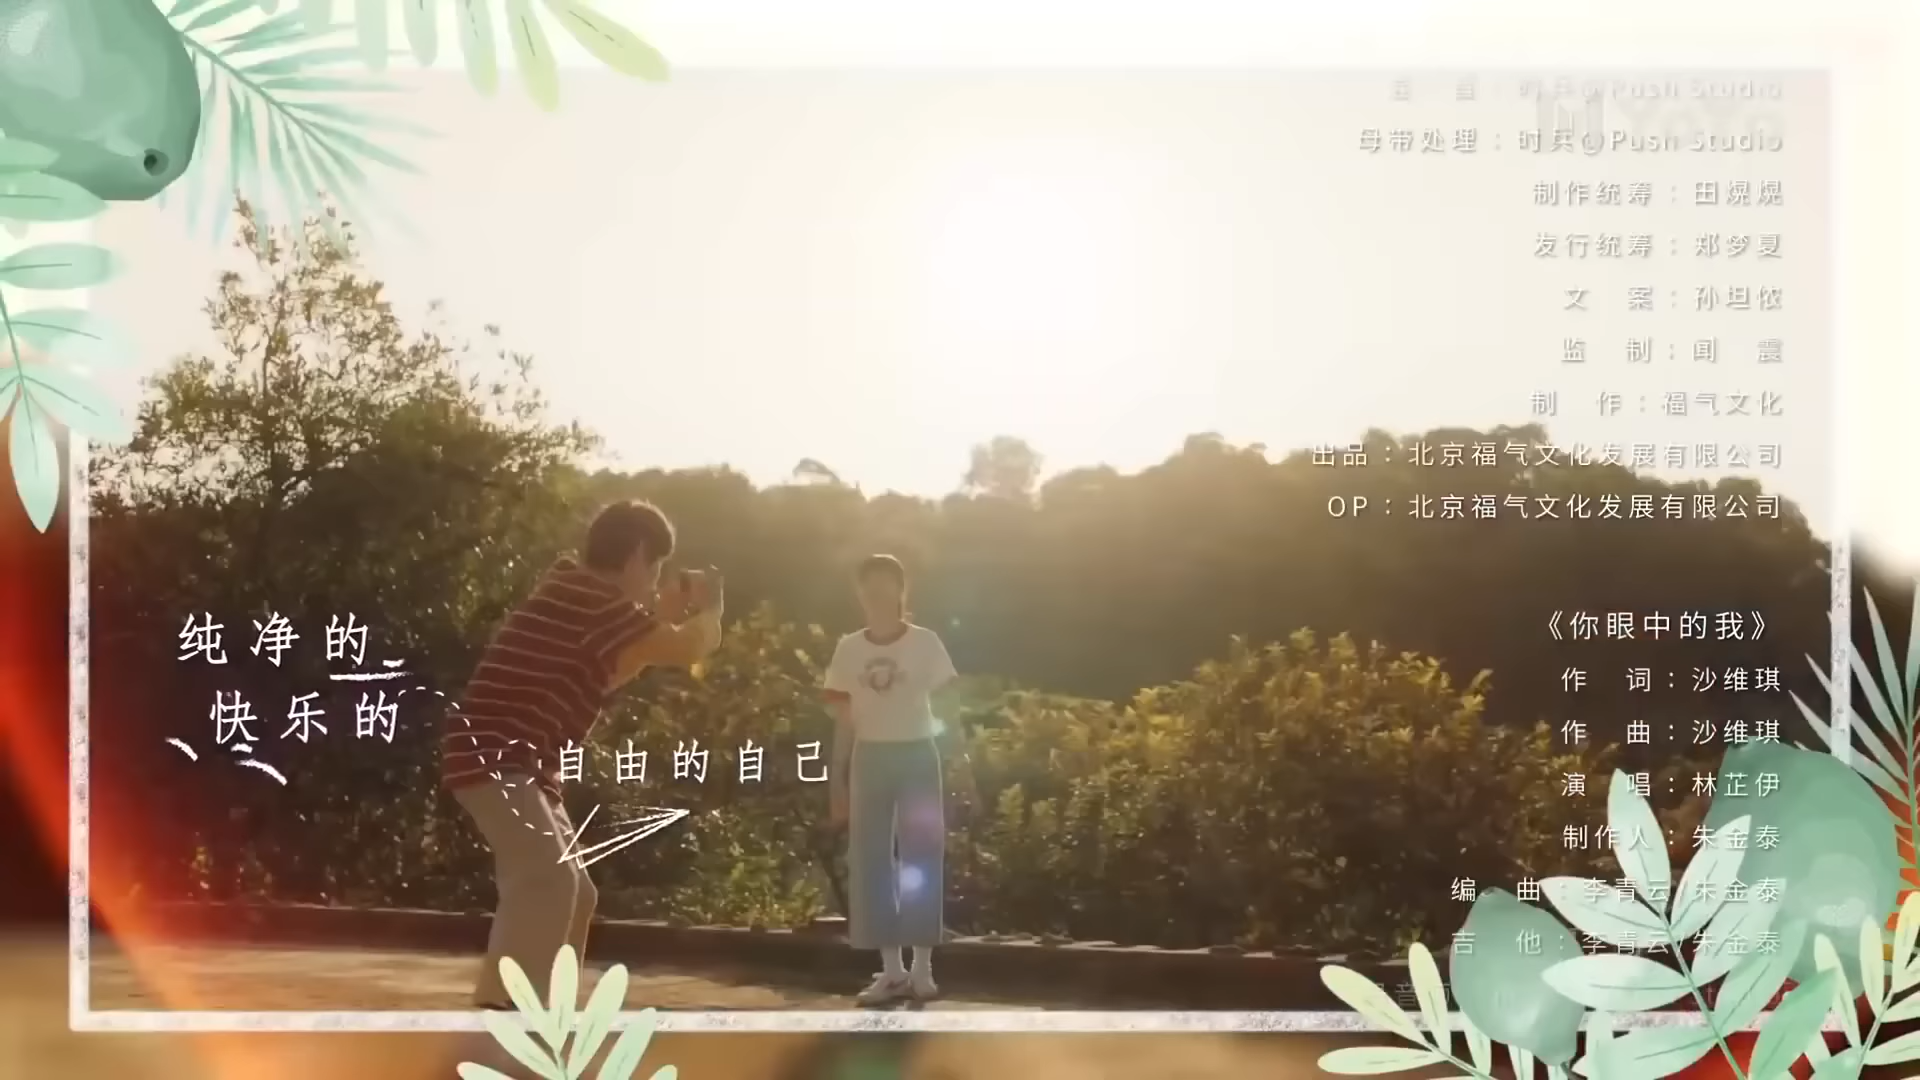 母带处理：时兵@Push Studio
制作统筹：田熀熀
发行统筹：郑梦夏
文 案：孙坦侬
监 制：闻 震
制 作：福气文化
出品：北京福气文化发展有限公司
OP：北京福气文化发展有限公司
纯净的
快乐的
自由的自己
《你眼中的我》
作 词：沙维琪
作 曲：沙维琪
演 唱：林芷伊
制作人：朱金泰
编 曲：李青云/朱金泰
吉 他：李青云/朱金泰